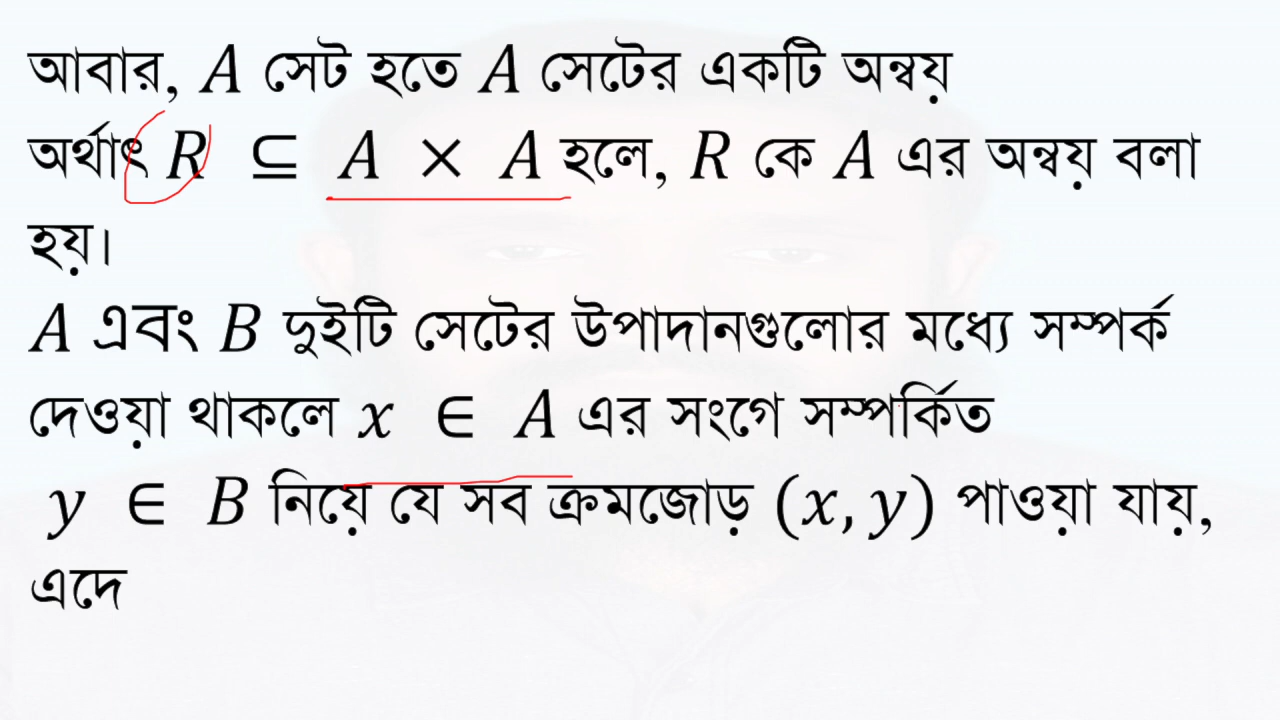 আবার, A সেট হতে A সেটের একটি অন্বয়
অর্থাৎ R ⊆ A × A হলে, R কে A এর অন্বয় বলা
হয়।
A এবং B দুইটি সেটের উপাদানগুলোর মধ্যে সম্পর্ক
দেওয়া থাকলে x ∈ A এর সংগে সম্পর্কিত
y ∈ B নিয়ে যে সব ক্রমজোড় (x, y) পাওয়া যায়,
এদে